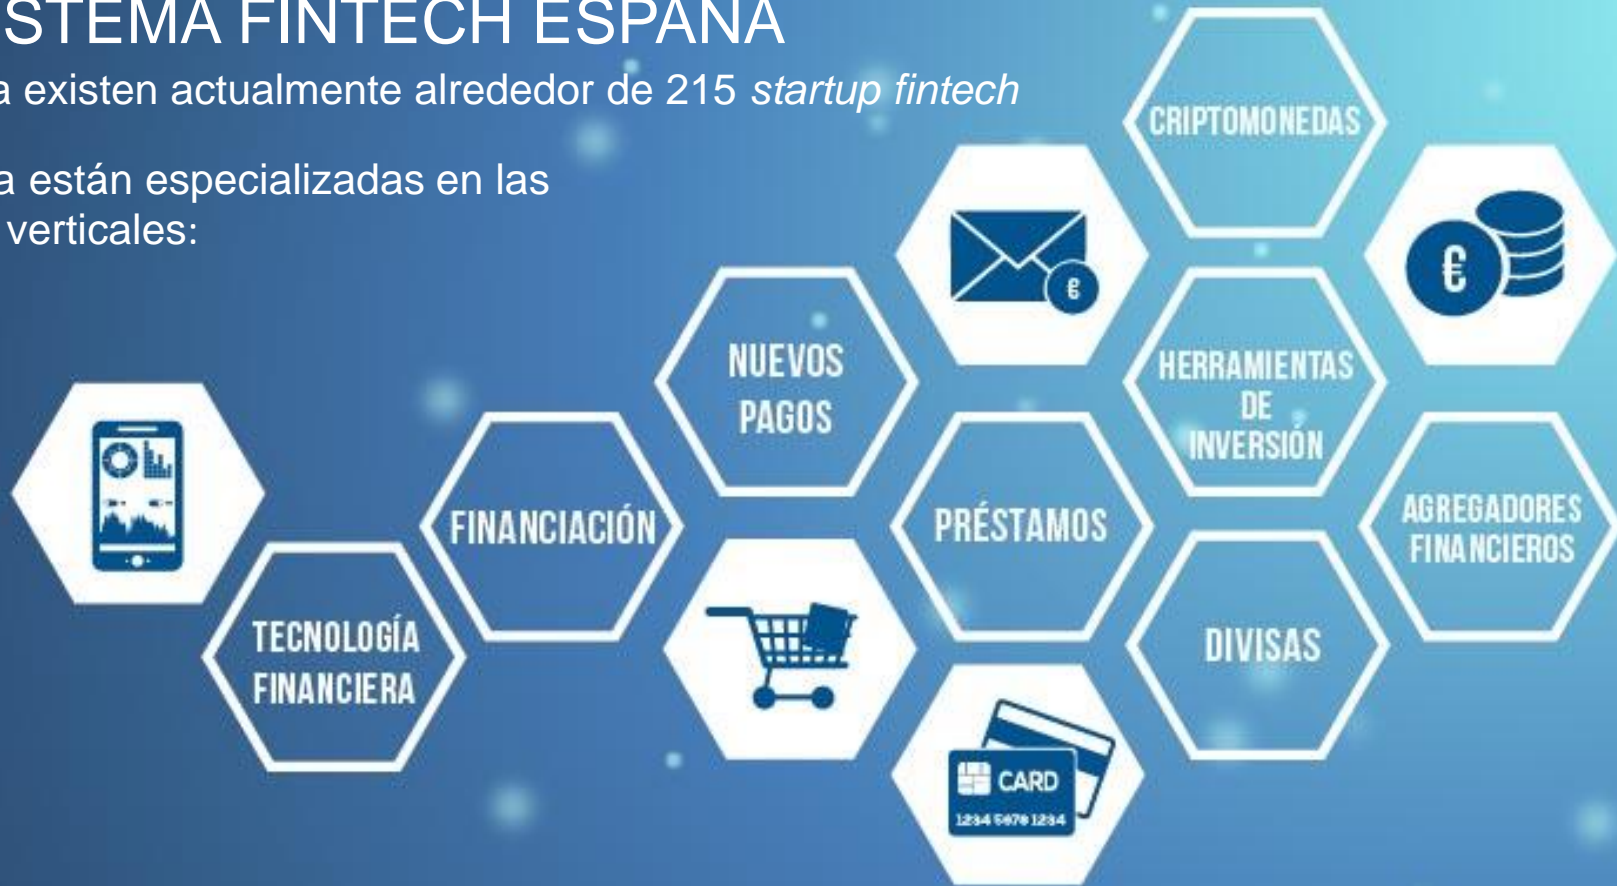 STEMA FINTECH ESPAÑA
a existen actualmente alrededor de 215 startup fintech
a están especializadas en las
verticales:
CRIPTOMONEDAS
€
€
NUEVOS
PAGOS
HERRAMIENTAS
DE
INVERSIÓN
FINANCIACIÓN
PRÉSTAMOS
AGREGADORES
FINANCIEROS
TECNOLOGÍA
FINANCIERA
DIVISAS
CARD
1234 5678 1234